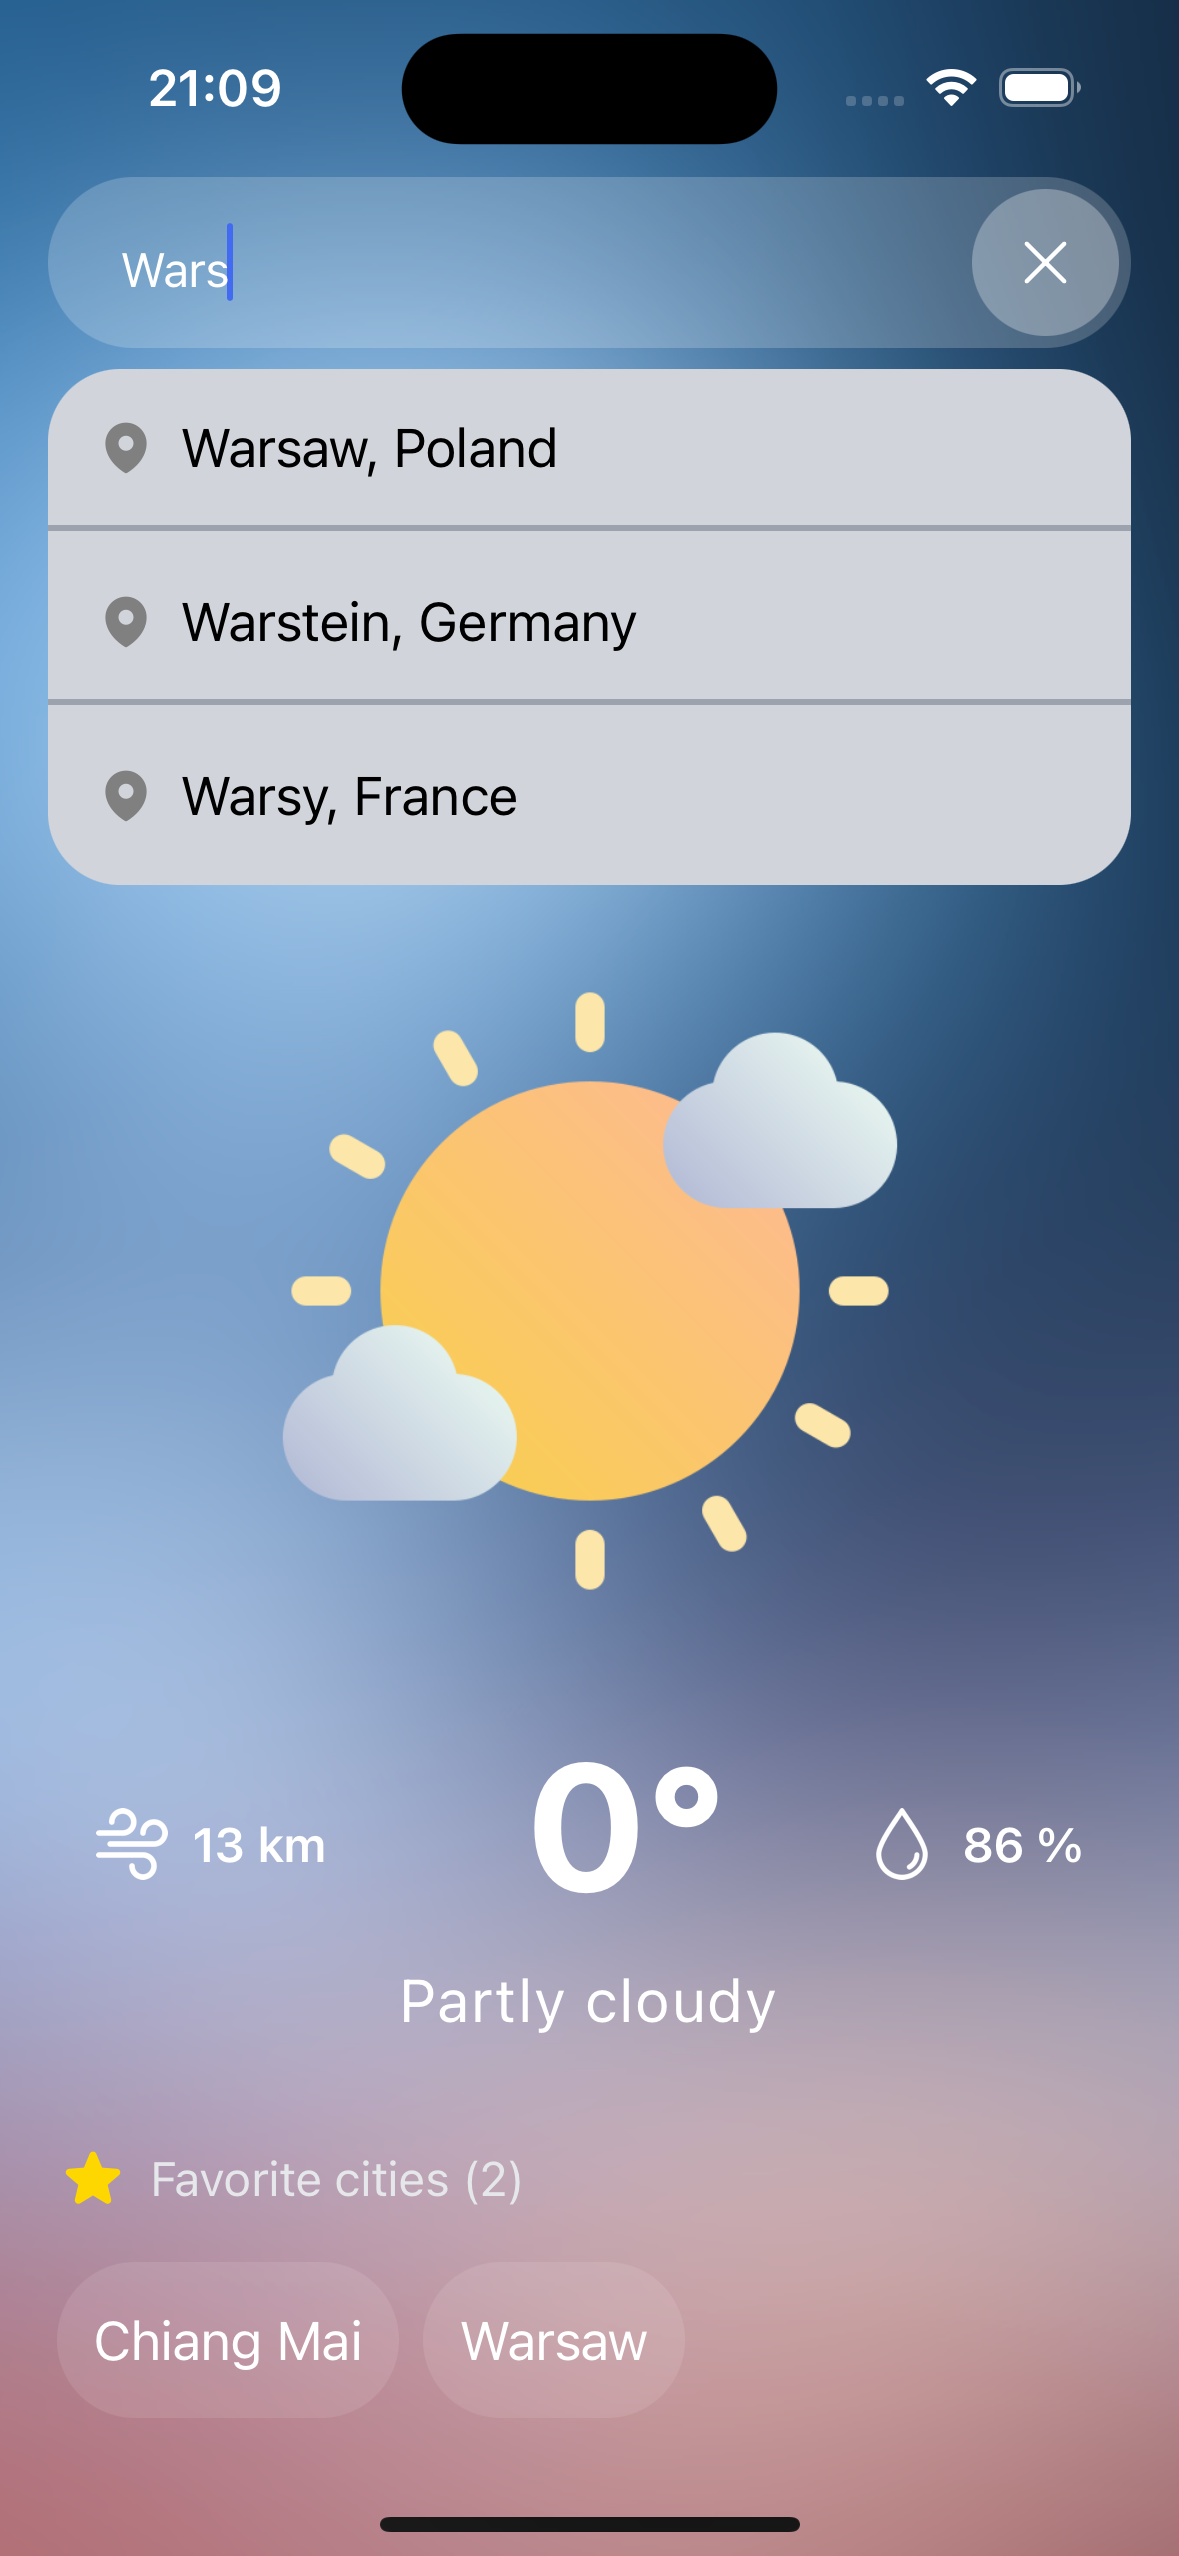 21:09
Wars
Warsaw, Poland
Warstein, Germany
Warsy, France
13 km
0°
86 %
Partly cloudy
Favorite cities (2)
Chiang Mai
Warsaw